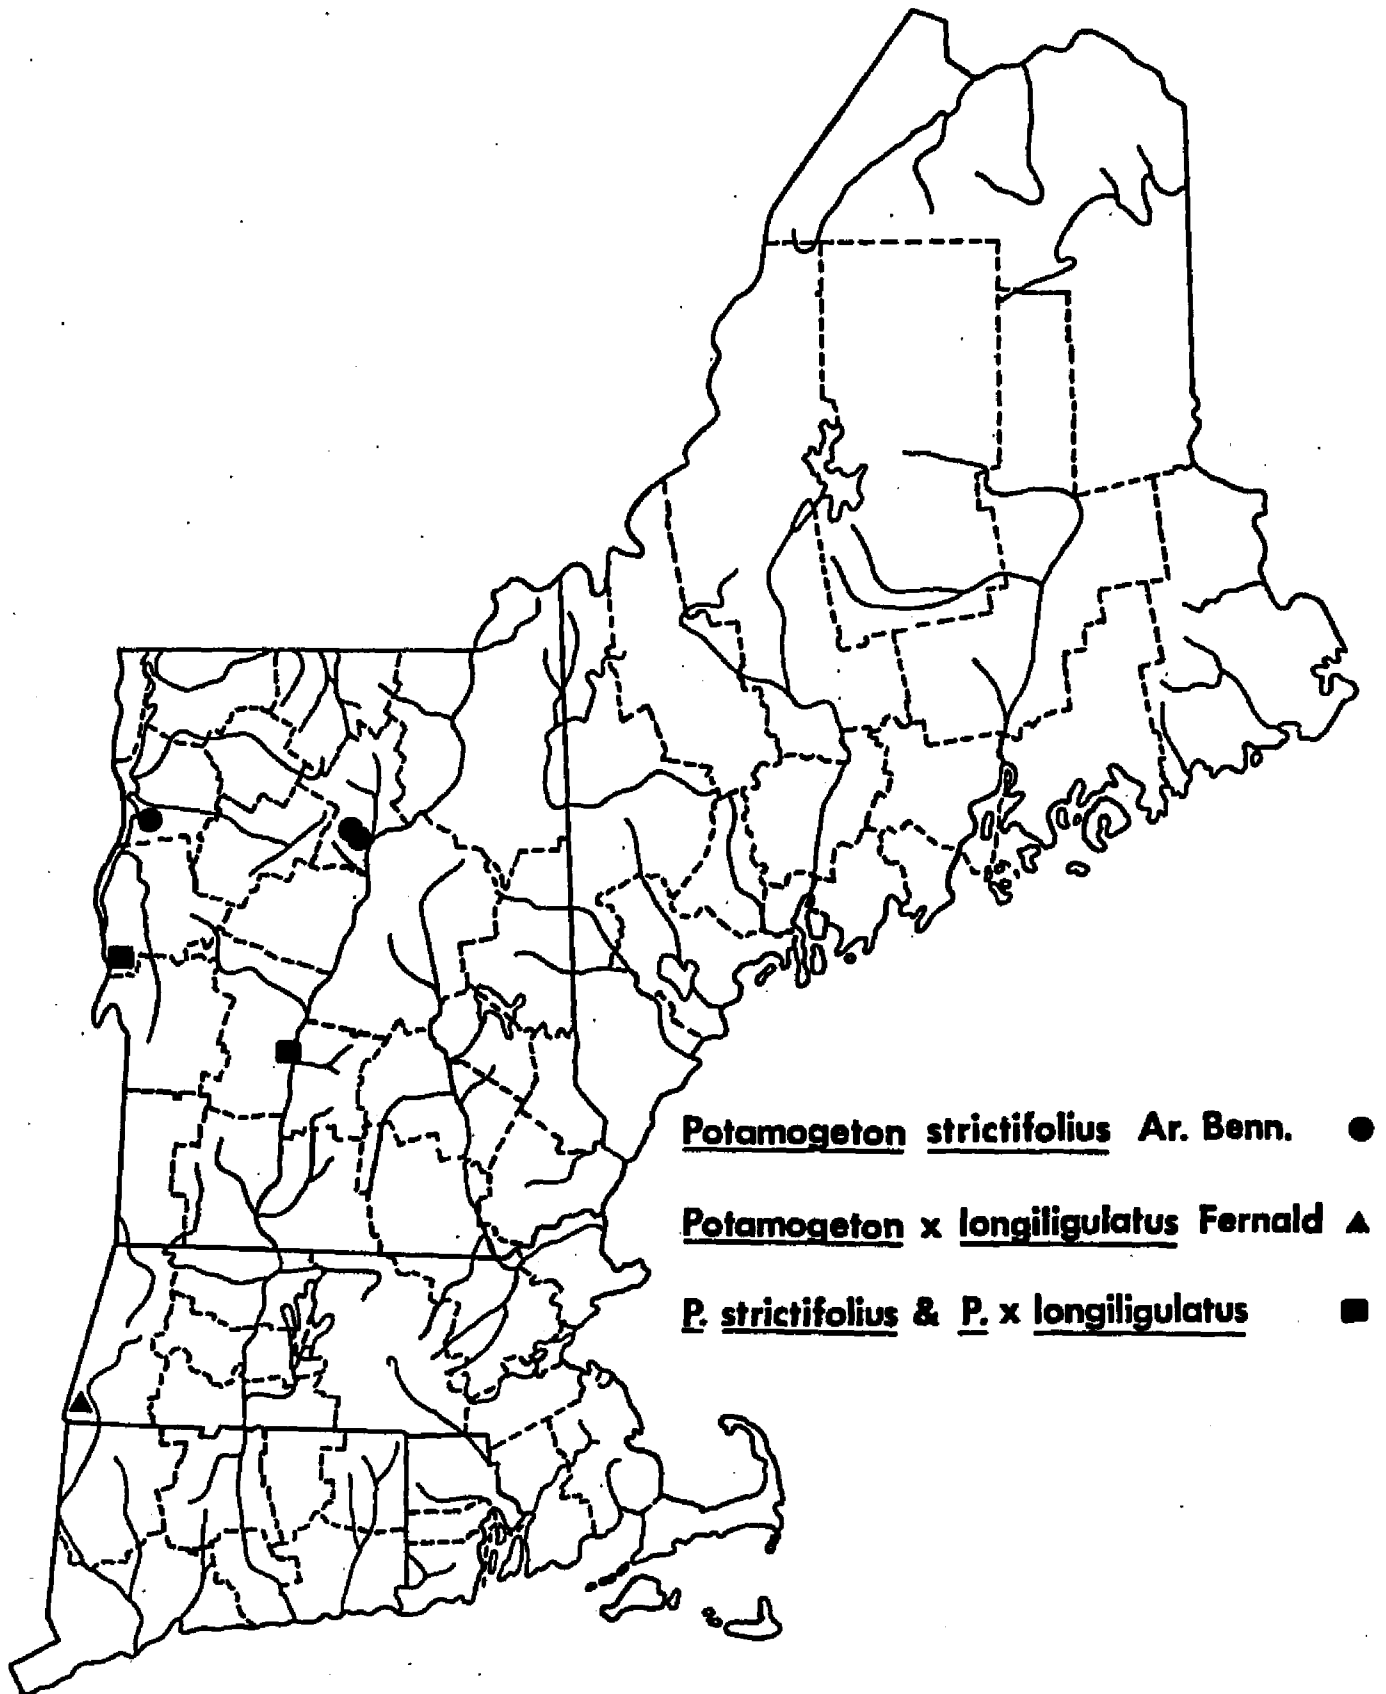 Potamogeton strictifolius Ar. Benn.
Potamogeton x longiligulatus Fernald
P. strictifolius & P. x longiligulatus